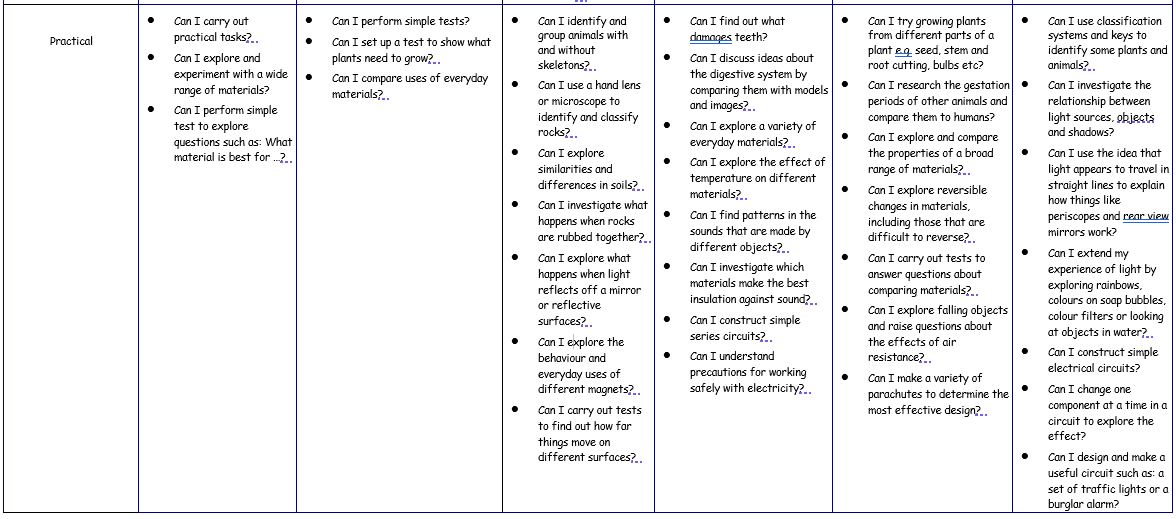 Practical
Can I carry out
practical tasks?
Can I explore and
experiment with a wide
range of materials?
Can I perform simple
test to explore
questions such as: What
material is best for …?
Can I perform simple tests?
Can I set up a test to show what
plants need to grow?
Can I compare uses of everyday
materials?
Can I identify and
group animals with
and without
skeletons?
Can I use a hand lens
or microscope to
identify and classify
rocks?
Can I explore
similarities and
differences in soils?
Can I investigate what
happens when rocks
are rubbed together?
Can I explore what
happens when light
reflects off a mirror
or reflective
surfaces?
Can I explore the
behaviour and
everyday uses of
different magnets?
Can I carry out tests
to find out how far
things move on
different surfaces?
Can I find out what
damages teeth?
Can I discuss ideas about
the digestive system by
comparing them with models
and images?
Can I explore a variety of
everyday materials?
Can I explore the effect of
temperature on different
materials?
Can I find patterns in the
sounds that are made by
different objects?
Can I investigate which
materials make the best
insulation against sound?
Can I construct simple
series circuits?
Can I understand
precautions for working
safely with electricity?
Can I try growing plants
from different parts of a
plant e.g. seed, stem and
root cutting, bulbs etc?
Can I research the gestation
periods of other animals and
compare them to humans?
Can I explore and compare
the properties of a broad
range of materials?
Can I explore reversible
changes in materials,
including those that are
difficult to reverse?
Can I carry out tests to
answer questions about
comparing materials?
Can I explore falling objects
and raise questions about
the effects of air
resistance?
Can I make a variety of
parachutes to determine the
most effective design?
Can I use classification
systems and keys to
identify some plants and
animals?
Can I investigate the
relationship between
light sources, objects
and shadows?
Can I use the idea that
light appears to travel in
straight lines to explain
how things like
periscopes and rear view
mirrors work?
Can I extend my
experience of light by
exploring rainbows,
colours on soap bubbles,
colour filters or looking
at objects in water?
Can I construct simple
electrical circuits?
Can I change one
component at a time in a
circuit to explore the
effect?
Can I design and make a
useful circuit such as: a
set of traffic lights or a
burglar alarm?